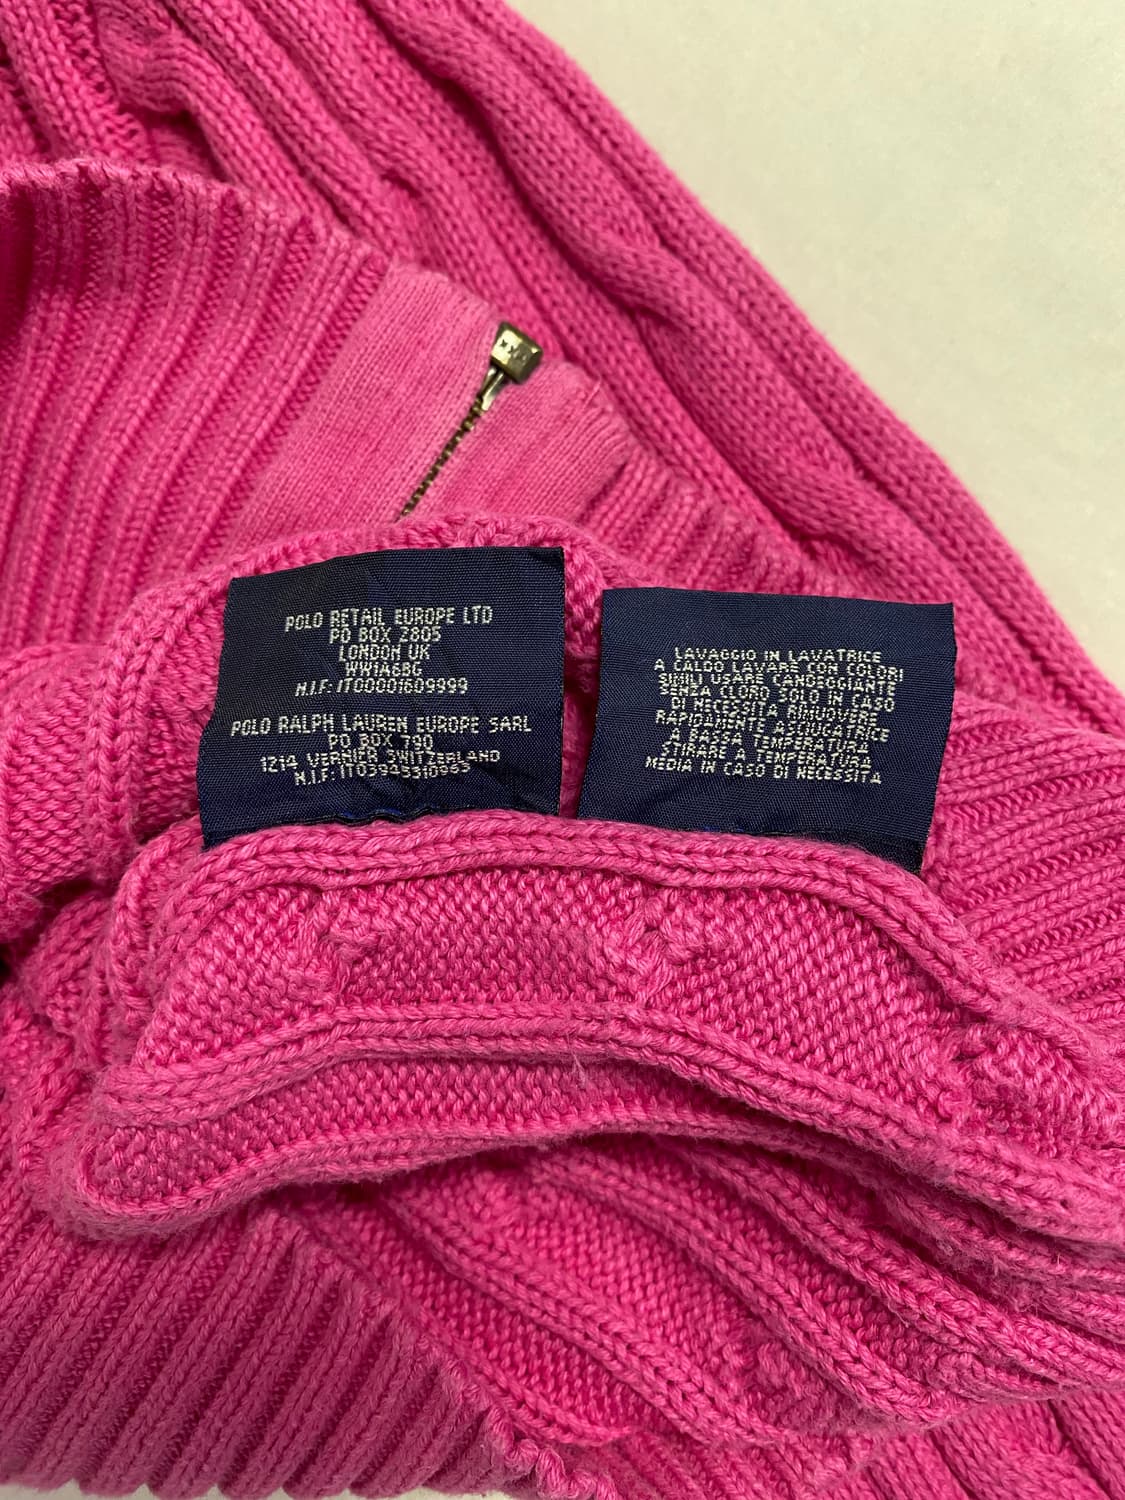 POLO RETAIL EUROPE LTD
PO BOX 2805
LONDON UK
WW1A6BG
N.I.F: IT00001609999
POLO RALPH LAUREN EUROPE SARL
PO BOX 790
1214 VERNIER SWITZERLAND
N.I.F: IT03945310965
LAVAGGIO IN LAVATRICE
A CALDO LAVARE CON COLORI
SIMILI USARE CANDEGGIANTE
SENZA CLORO SOLO IN CASO
DI NECESSITA RIMUOVERE
RAPIDAMENTE ASCIUGATRICE
A BASSA TEMPERATURA
STIRARE A TEMPERATURA
MEDIA IN CASO DI NECESSITA